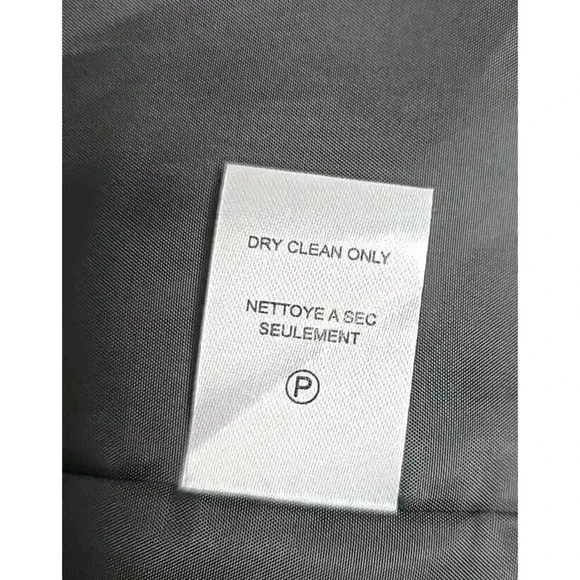 DRY CLEAN ONLY
NETTOYE A SEC
SEULEMENT
P